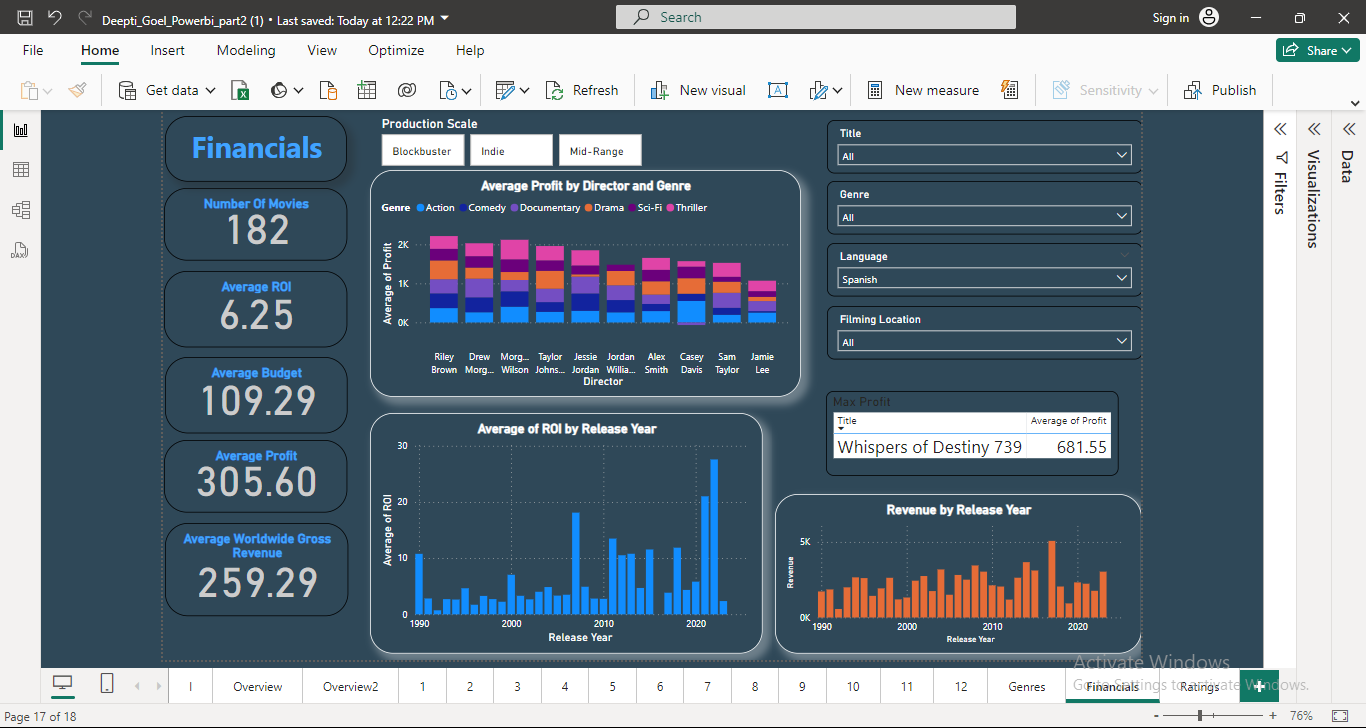 Deepti_Goel_Powerbi_part2 (1) • Last saved: Today at 12:22 PM
Search
Sign in
File Home Insert Modeling View Optimize Help
Share
Get data
Refresh
New visual
New measure
Sensitivity
Publish
Financials
Number Of Movies
182
Average ROI
6.25
Average Budget
109.29
Average Profit
305.60
Average Worldwide Gross
Revenue
259.29
Production Scale
Blockbuster Indie Mid-Range
Average Profit by Director and Genre
Genre Action Comedy Documentary Drama Sci-Fi Thriller
Average of Profit
2K
1K
0K
Riley Drew Morg... Taylor Jessie Jordan Alex Casey Sam Jamie
Brown Morg... Wilson Johns... Jordan Willia... Smith Davis Taylor Lee
Director
Average of ROI by Release Year
Average of ROI
30
20
10
0
1990 2000 2010 2020
Release Year
Title
All
Genre
All
Language
Spanish
Filming Location
All
Max Profit
Title Average of Profit
Whispers of Destiny 739 681.55
Revenue by Release Year
Revenue
5K
0K
1990 2000 2010 2020
Release Year
Filters
Visualizations
Data
DAX
Activate Windows
Go to Settings to activate Windows.
I Overview Overview2 1 2 3 4 5 6 7 8 9 10 11 12 Genres Financials Ratings +
Page 17 of 18
- + 76%